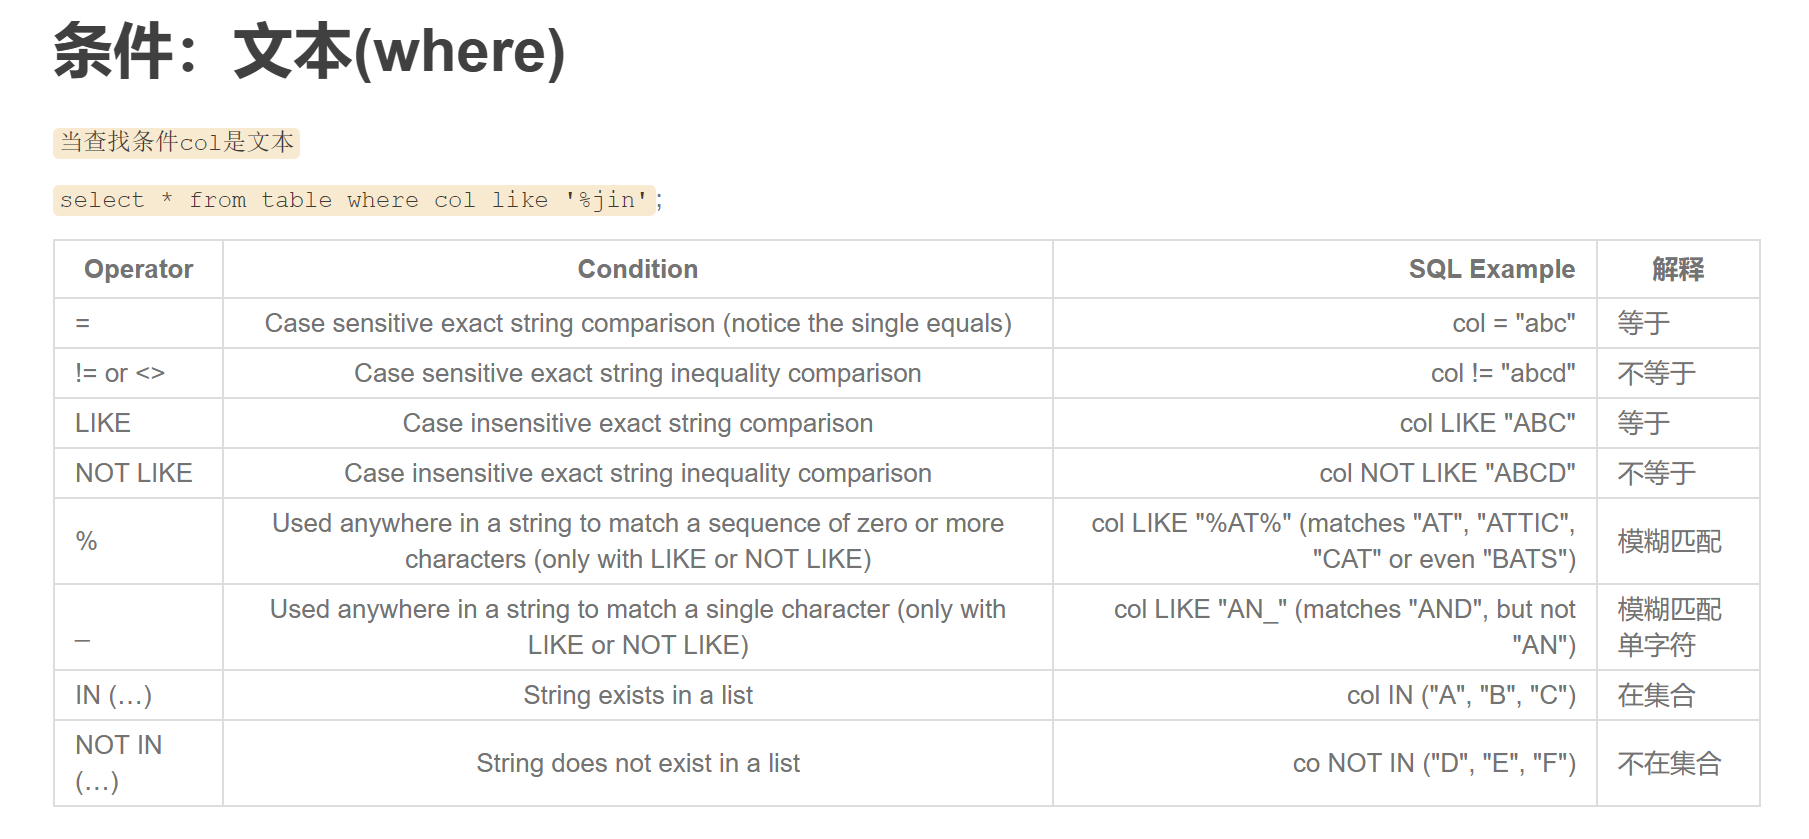 条件：文本(where)
当查找条件col是文本
select * from table where col like '%jin';
Operator Condition SQL Example 解释
= Case sensitive exact string comparison (notice the single equals) col = "abc" 等于
!= or <> Case sensitive exact string inequality comparison col != "abcd" 不等于
LIKE Case insensitive exact string comparison col LIKE "ABC" 等于
NOT LIKE Case insensitive exact string inequality comparison col NOT LIKE "ABCD" 不等于
%
Used anywhere in a string to match a sequence of zero or more
characters (only with LIKE or NOT LIKE)
col LIKE "%AT%" (matches "AT", "ATTIC",
"CAT" or even "BATS")
模糊匹配
_
Used anywhere in a string to match a single character (only with
LIKE or NOT LIKE)
col LIKE "AN_" (matches "AND", but not
"AN")
模糊匹配
单字符
IN (…) String exists in a list col IN ("A", "B", "C") 在集合
NOT IN
(…)
String does not exist in a list
co NOT IN ("D", "E", "F")
不在集合